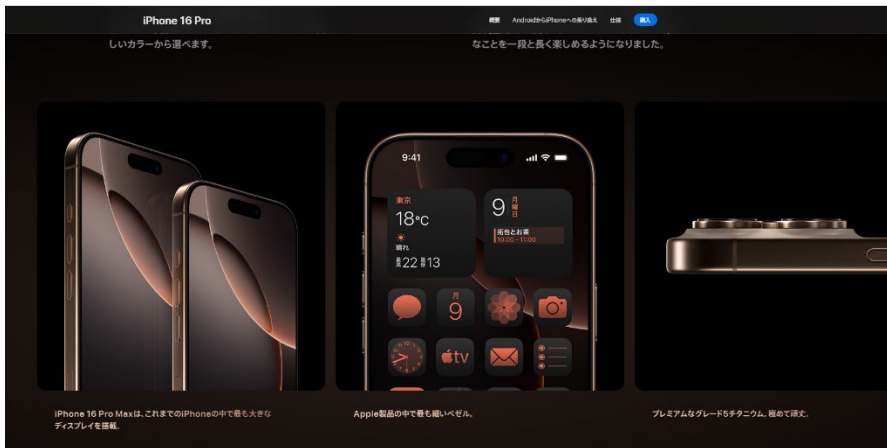 iPhone 16 Pro
概要 AndroidからiPhoneへの乗り換え 仕様 購入
しいカラーから選べます。
なことを一段と長く楽しめるようになりました。
9:41
東京
18°C
晴れ
最高22 最低13
9 月曜日
拓也とお茶
10:00–11:00
月
9
tv
iPhone 16 Pro Maxは、これまでのiPhoneの中で最も大きな
ディスプレイを搭載。
Apple製品の中で最も細いベゼル。
プレミアムなグレード5チタニウム。極めて頑丈。